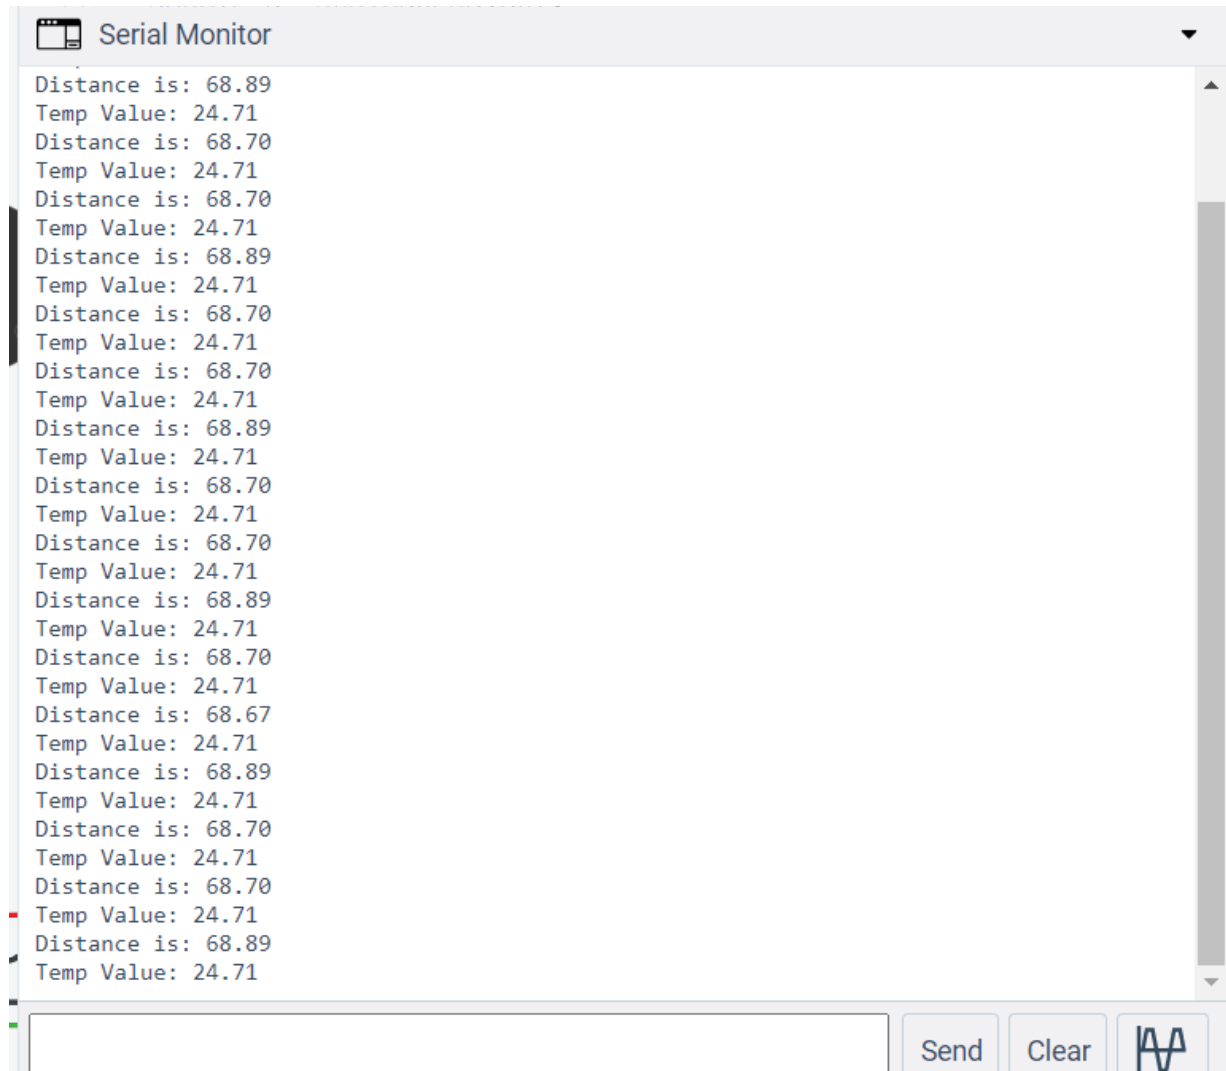 Serial Monitor
Distance is: 68.89
Temp Value: 24.71
Distance is: 68.70
Temp Value: 24.71
Distance is: 68.70
Temp Value: 24.71
Distance is: 68.89
Temp Value: 24.71
Distance is: 68.70
Temp Value: 24.71
Distance is: 68.70
Temp Value: 24.71
Distance is: 68.89
Temp Value: 24.71
Distance is: 68.70
Temp Value: 24.71
Distance is: 68.70
Temp Value: 24.71
Distance is: 68.89
Temp Value: 24.71
Distance is: 68.70
Temp Value: 24.71
Distance is: 68.67
Temp Value: 24.71
Distance is: 68.89
Temp Value: 24.71
Distance is: 68.70
Temp Value: 24.71
Distance is: 68.70
Temp Value: 24.71
Distance is: 68.89
Temp Value: 24.71
Send Clear